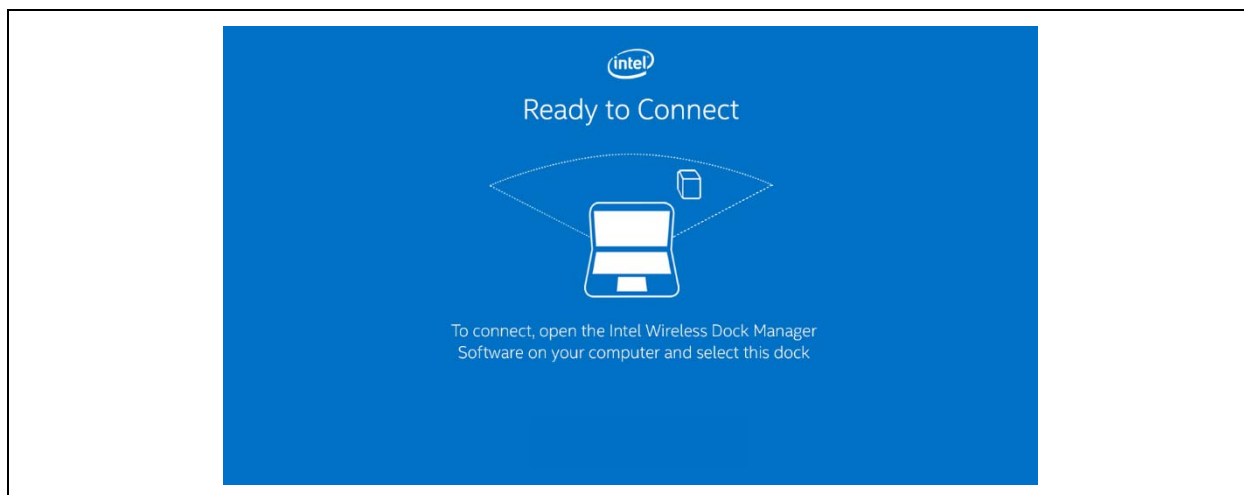 intel
Ready to Connect
To connect, open the Intel Wireless Dock Manager
Software on your computer and select this dock